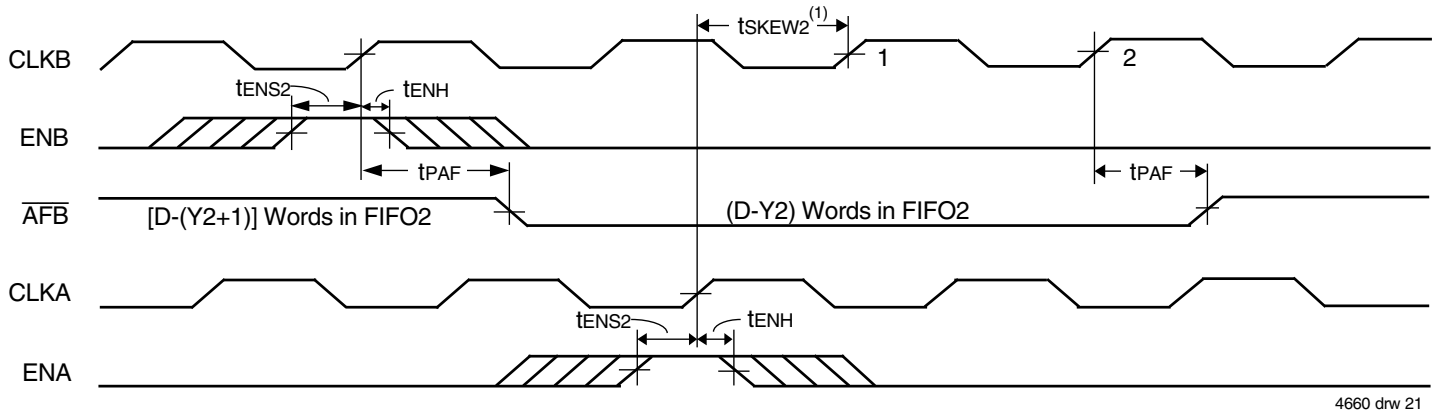 tSKEW2(1)
CLKB
1
2
tENS2
tENH
ENB
tPAF
tPAF
AFB
[D-(Y2+1)] Words in FIFO2
(D-Y2) Words in FIFO2
CLKA
tENS2
tENH
ENA
4660 drw 21